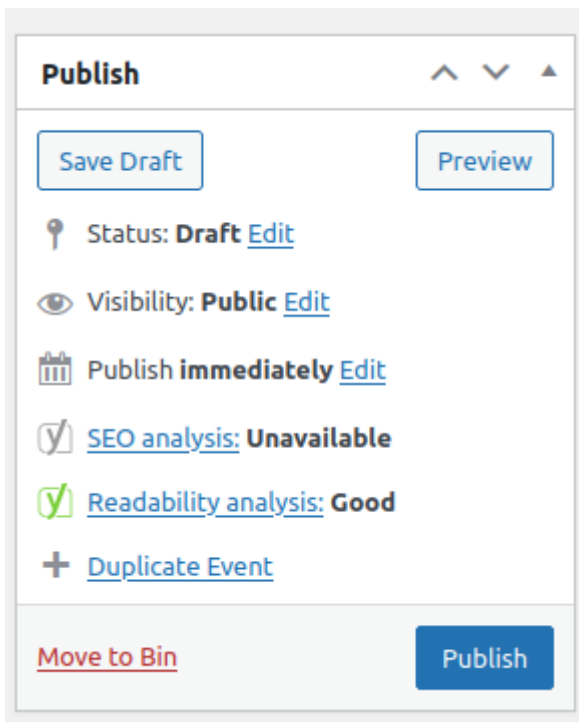 Publish
Save Draft Preview
Status: Draft Edit
Visibility: Public Edit
Publish immediately Edit
SEO analysis: Unavailable
Readability analysis: Good
Duplicate Event
Move to Bin Publish